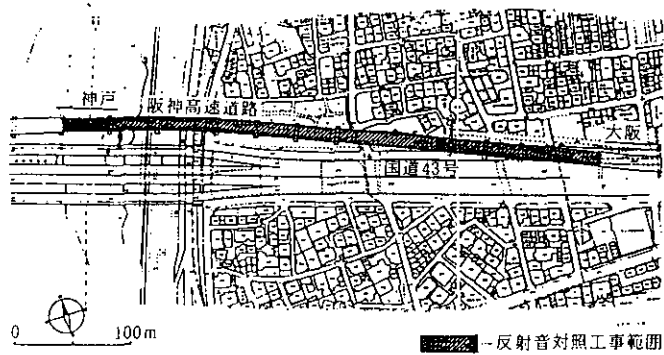 神戸
阪神高速道路
大阪
国道43号
0 100m
反射音対照工事範囲